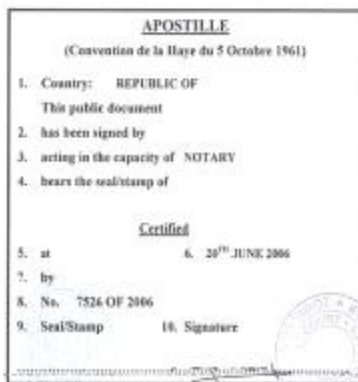 APOSTILLE
(Convention de la Haye du 5 Octobre 1961)
1. Country: REPUBLIC OF
This public document
2. has been signed by
3. acting in the capacity of NOTARY
4. bears the seal/stamp of
Certified
5. at 6. 20TH JUNE 2006
7. by
8. No. 7526 OF 2006
9. Seal/Stamp 10. Signature